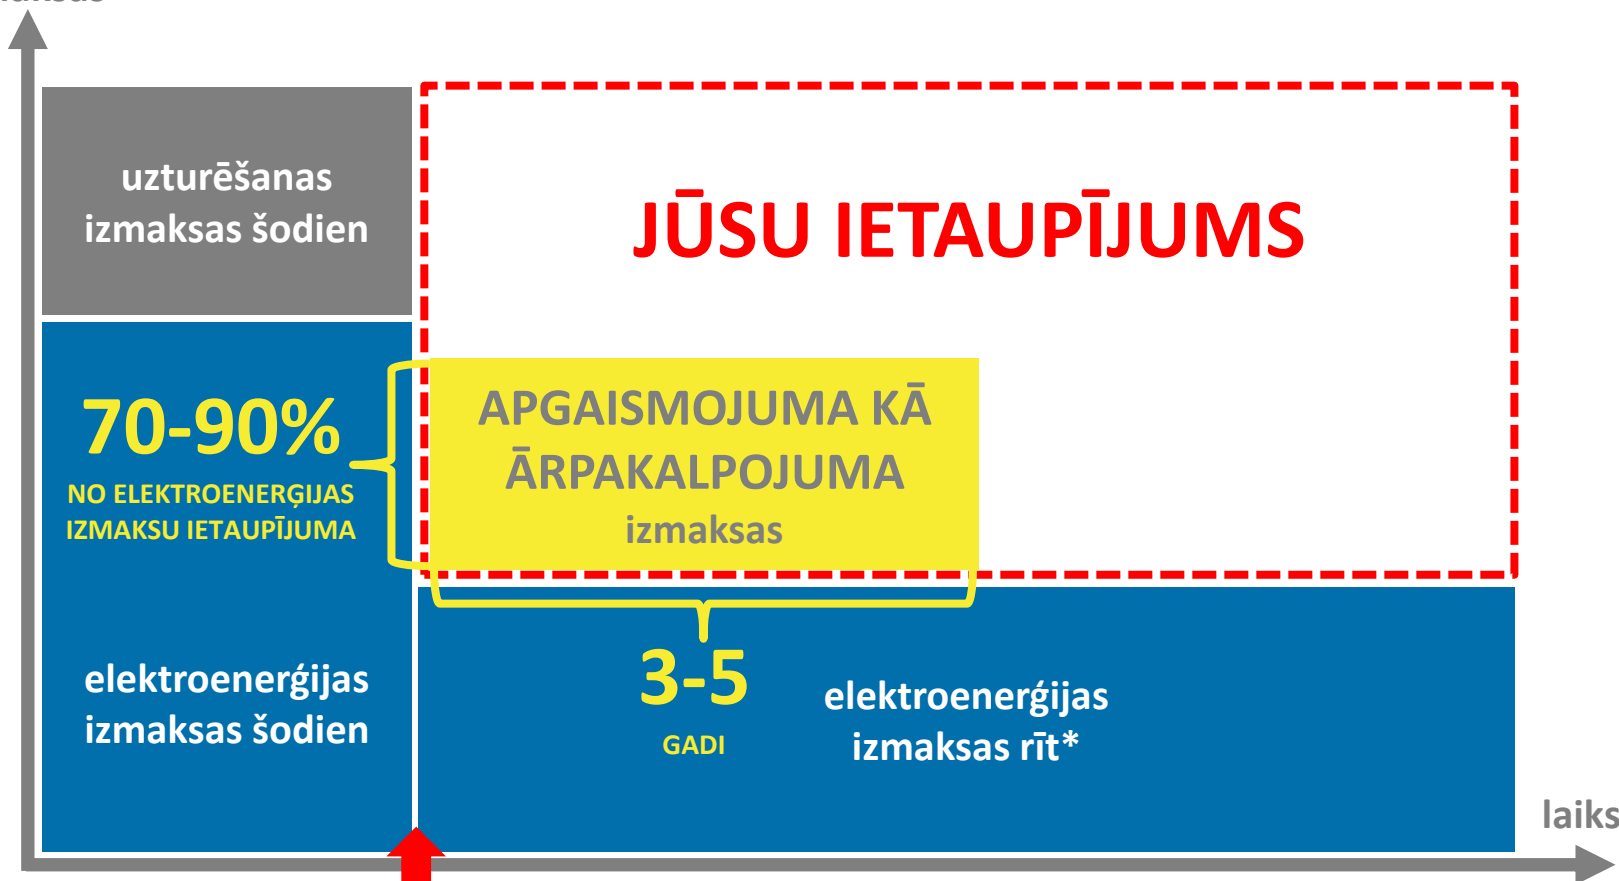 uzturēšanas
izmaksas šodien
JŪSU IETAUPĪJUMS
70-90%
NO ELEKTROENERĢIJAS
IZMAKSU IETAUPĪJUMA
APGAISMOJUMA KĀ
ĀRPAKALPOJUMA
izmaksas
elektroenerģijas
izmaksas šodien
3-5
GADI
elektroenerģijas
izmaksas rīt*
laiks